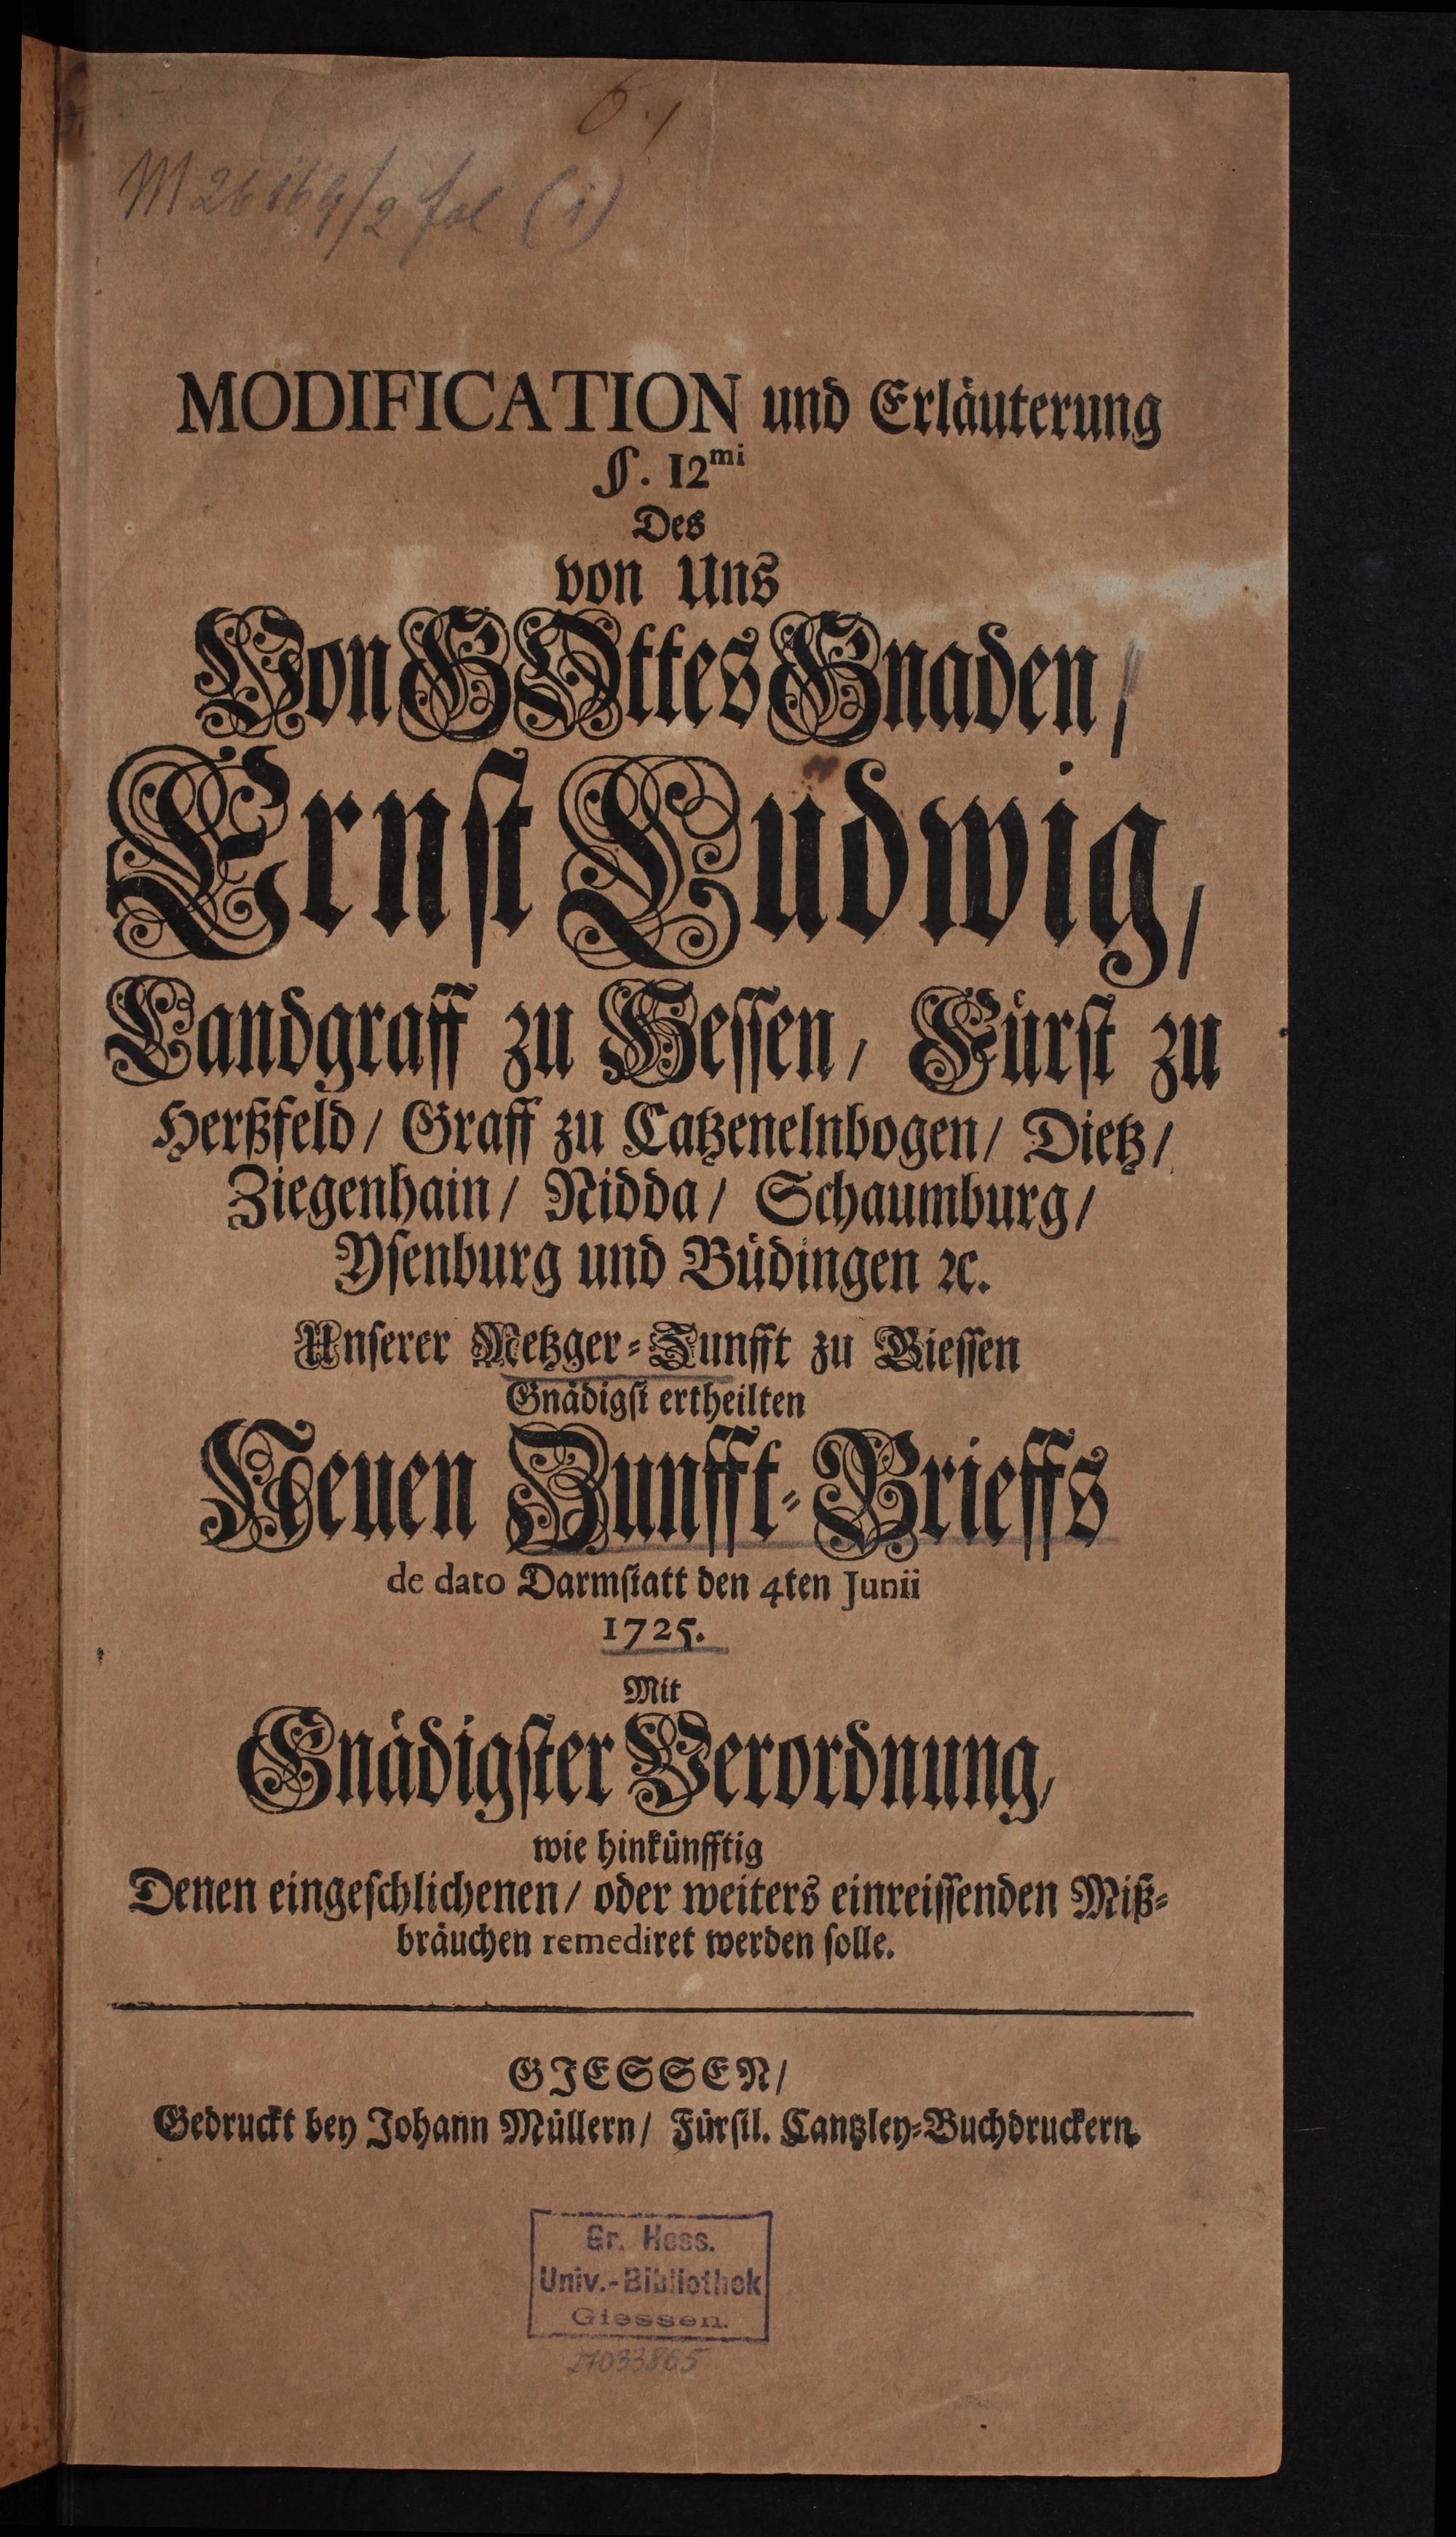 6.,
M 26169/2 fol (1)
MODIFICATION und Erläuterung
§. 12mi
Des
von Uns
Von GOttes Gnaden/
Ernst Ludwig,
Landgraff zu Hessen, Fürst zu
Herßfeld/ Graff zu Catzenelnbogen/ Dietz/
Ziegenhain/ Nidda/ Schaumburg/
Ysenburg und Büdingen ꝛc.
Unserer Metzger-Zunfft zu Giessen
Gnädigst ertheilten
Neuen Zunfft-Brieffs
de dato Darmstatt den 4ten Junii
1725.
Mit
Gnädigster Verordnung,
wie hinkünfftig
Denen eingeschlichenen/ oder weiters einreissenden Miß-
bräuchen remediret werden solle.
GIESSEN/
Gedruckt bey Johann Müllern/ Fürstl. Cantzley-Buchdruckern.
Gr. Hess.
Univ.-Bibliothek
Giessen.
27033865